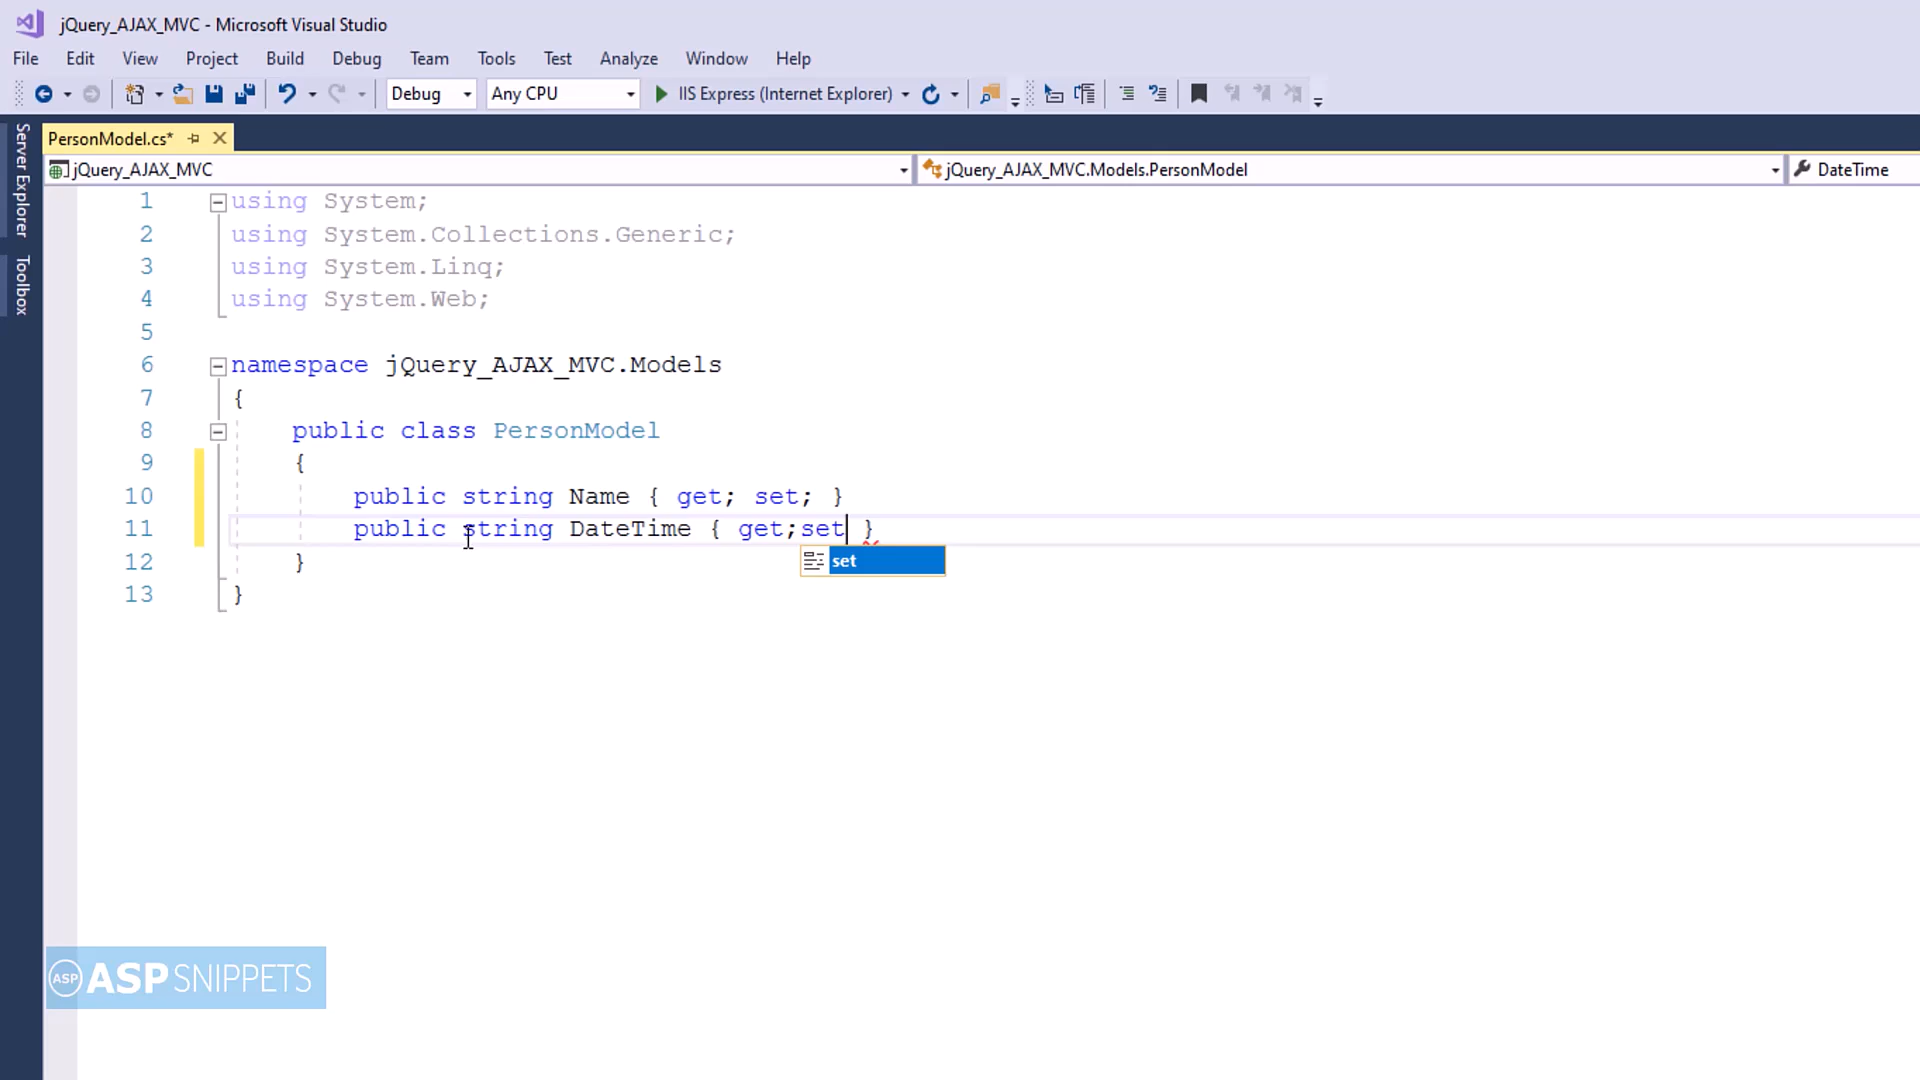 jQuery_AJAX_MVC - Microsoft Visual Studio
File Edit View Project Build Debug Team Tools Test Analyze Window Help
Debug Any CPU IIS Express (Internet Explorer)
Server Explorer
Toolbox
PersonModel.cs*
jQuery_AJAX_MVC jQuery_AJAX_MVC.Models.PersonModel DateTime
1 using System;
2 using System.Collections.Generic;
3 using System.Linq;
4 using System.Web;
5
6 namespace jQuery_AJAX_MVC.Models
7 {
8 public class PersonModel
9 {
10 public string Name { get; set; }
11 public string DateTime { get;set }
set
12 }
13 }
ASP ASPSNIPPETS